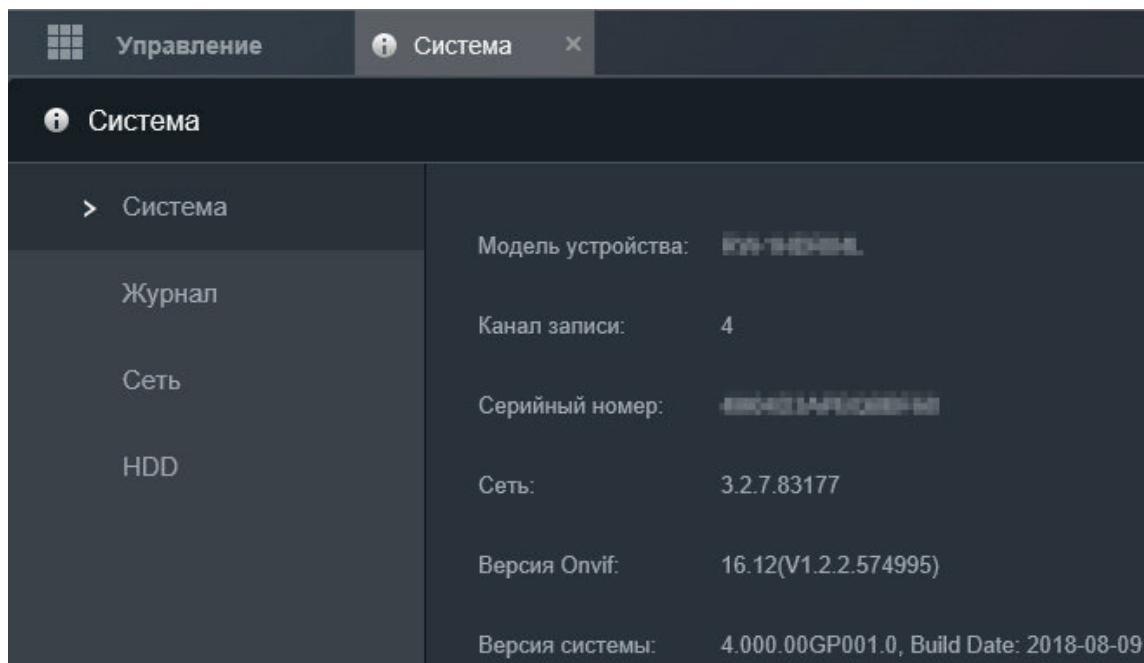 Управление
Система ×
Система
> Система
Журнал
Сеть
HDD
Модель устройства:
Канал записи: 4
Серийный номер:
Сеть: 3.2.7.83177
Версия Onvif: 16.12(V1.2.2.574995)
Версия системы: 4.000.00GP001.0, Build Date: 2018-08-09